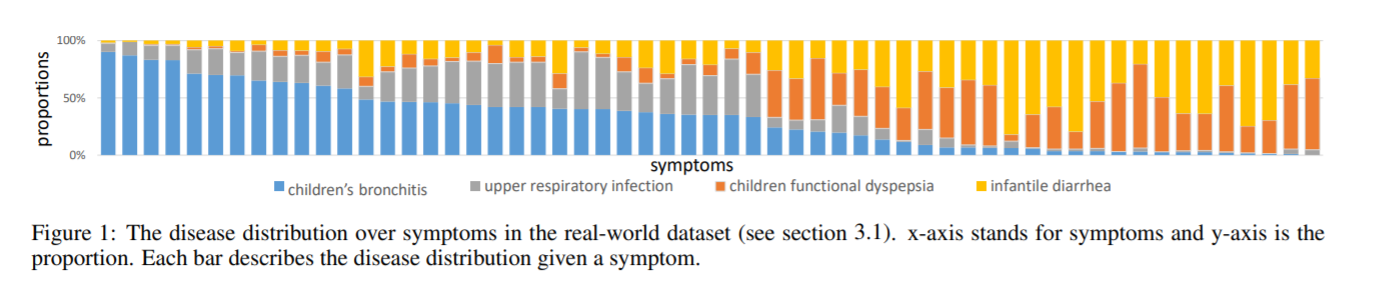 100%
50%
0%
proportions
symptoms
children's bronchitis
upper respiratory infection
children functional dyspepsia
infantile diarrhea
Figure 1: The disease distribution over symptoms in the real-world dataset (see section 3.1). x-axis stands for symptoms and y-axis is the
proportion. Each bar describes the disease distribution given a symptom.